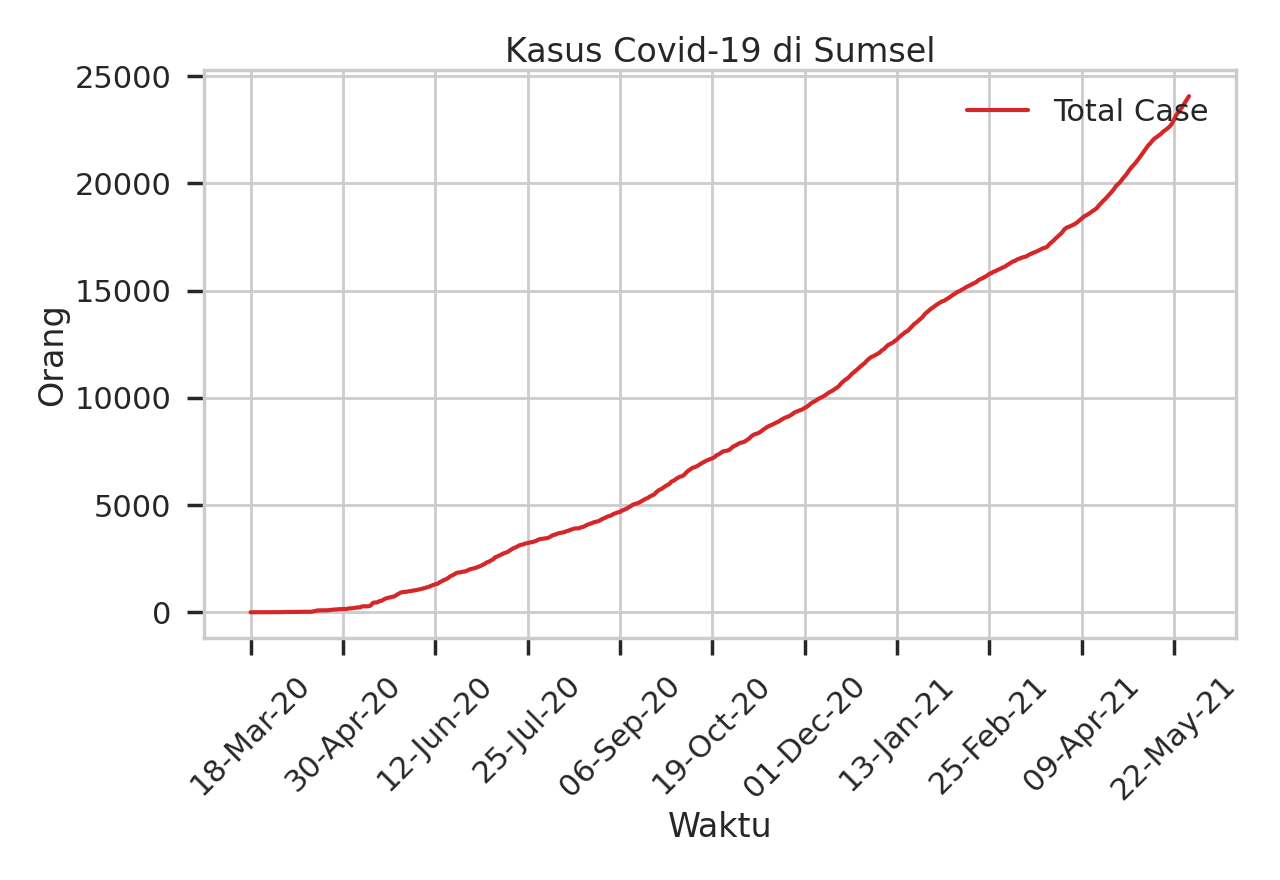 Kasus Covid-19 di Sumsel
Total Case
Orang
25000
20000
15000
10000
5000
0
18-Mar-20
30-Apr-20
12-Jun-20
25-Jul-20
06-Sep-20
19-Oct-20
01-Dec-20
13-Jan-21
25-Feb-21
09-Apr-21
22-May-21
Waktu